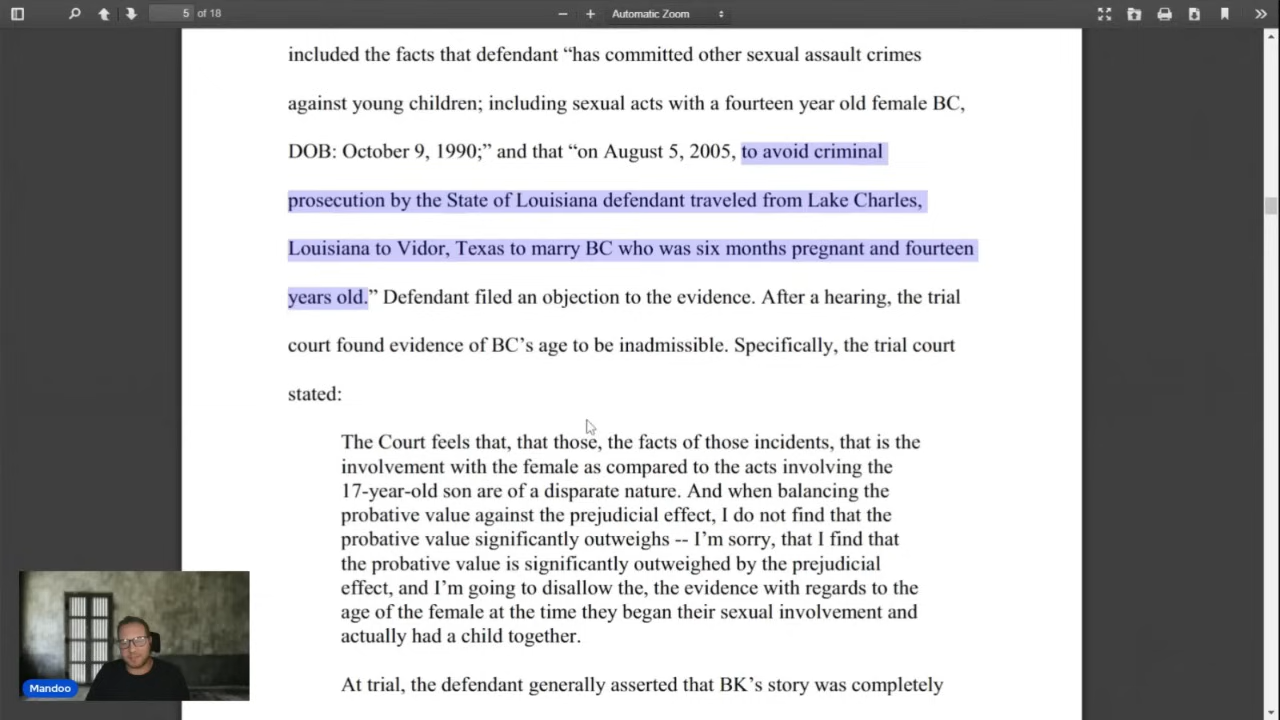 5 of 18
Automatic Zoom
included the facts that defendant “has committed other sexual assault crimes
against young children; including sexual acts with a fourteen year old female BC,
DOB: October 9, 1990;” and that “on August 5, 2005, to avoid criminal
prosecution by the State of Louisiana defendant traveled from Lake Charles,
Louisiana to Vidor, Texas to marry BC who was six months pregnant and fourteen
years old.” Defendant filed an objection to the evidence. After a hearing, the trial
court found evidence of BC’s age to be inadmissible. Specifically, the trial court
stated:
The Court feels that, that those, the facts of those incidents, that is the
involvement with the female as compared to the acts involving the
17-year-old son are of a disparate nature. And when balancing the
probative value against the prejudicial effect, I do not find that the
probative value significantly outweighs -- I’m sorry, that I find that
the probative value is significantly outweighed by the prejudicial
effect, and I’m going to disallow the, the evidence with regards to the
age of the female at the time they began their sexual involvement and
actually had a child together.
At trial, the defendant generally asserted that BK’s story was completely
Mandoo